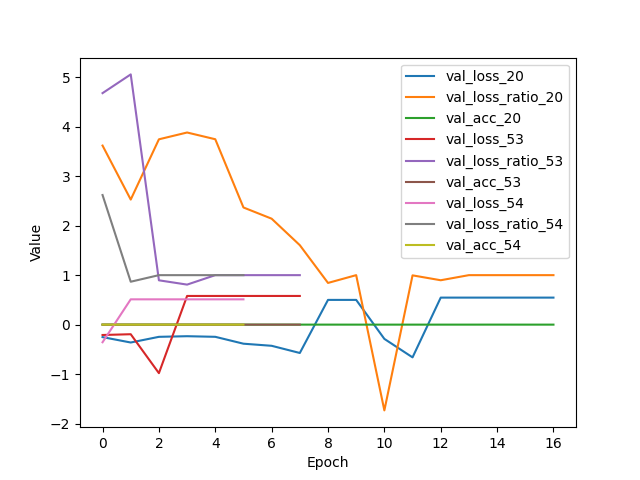 val_loss_20
val_loss_ratio_20
val_acc_20
val_loss_53
val_loss_ratio_53
val_acc_53
val_loss_54
val_loss_ratio_54
val_acc_54
5
4
3
2
1
0
−1
−2
Value
0 2 4 6 8 10 12 14 16
Epoch